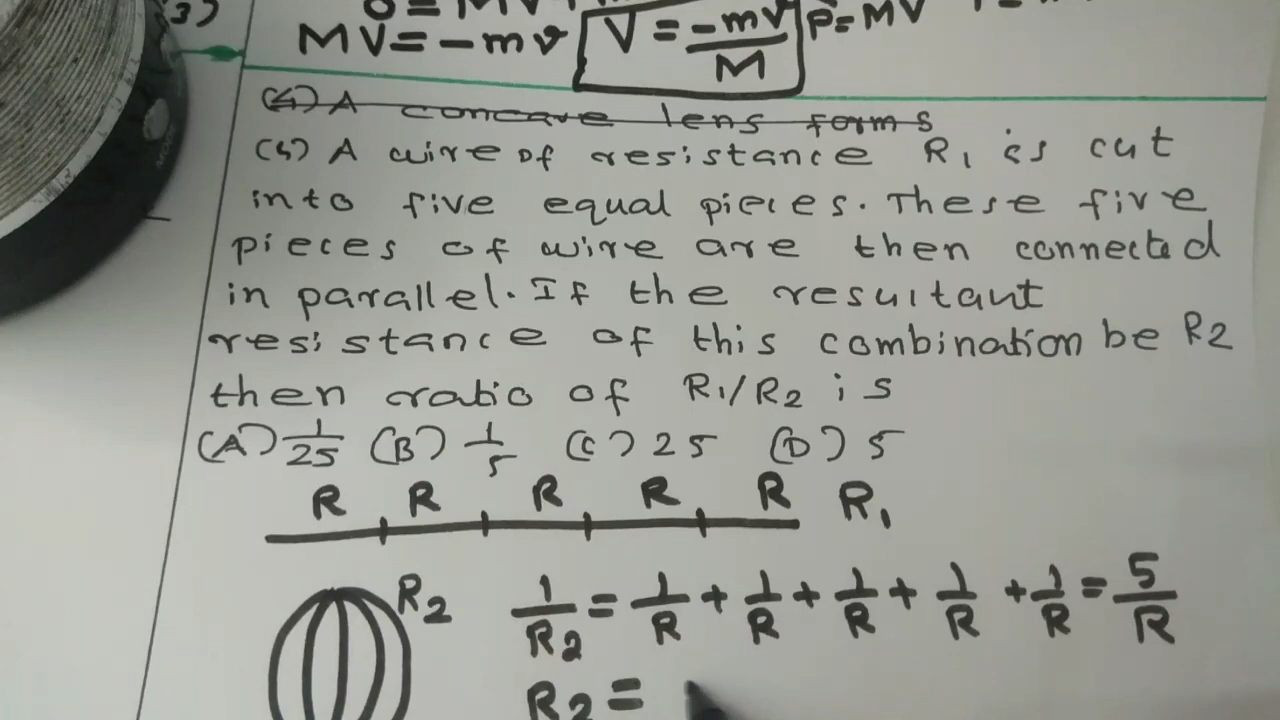 (3)
MV = -mv V = -mv/M P = MV
(4) A concave lens forms
(4) A wire of resistance R1 is cut
into five equal pieces. These five
pieces of wire are then connected
in parallel. If the resultant
resistance of this combination be R2
then ratio of R1/R2 is
(A) 1/25 (B) 1/5 (C) 25 (D) 5
R R R R R R1
R2 1/R2 = 1/R + 1/R + 1/R + 1/R + 1/R = 5/R
R2 =